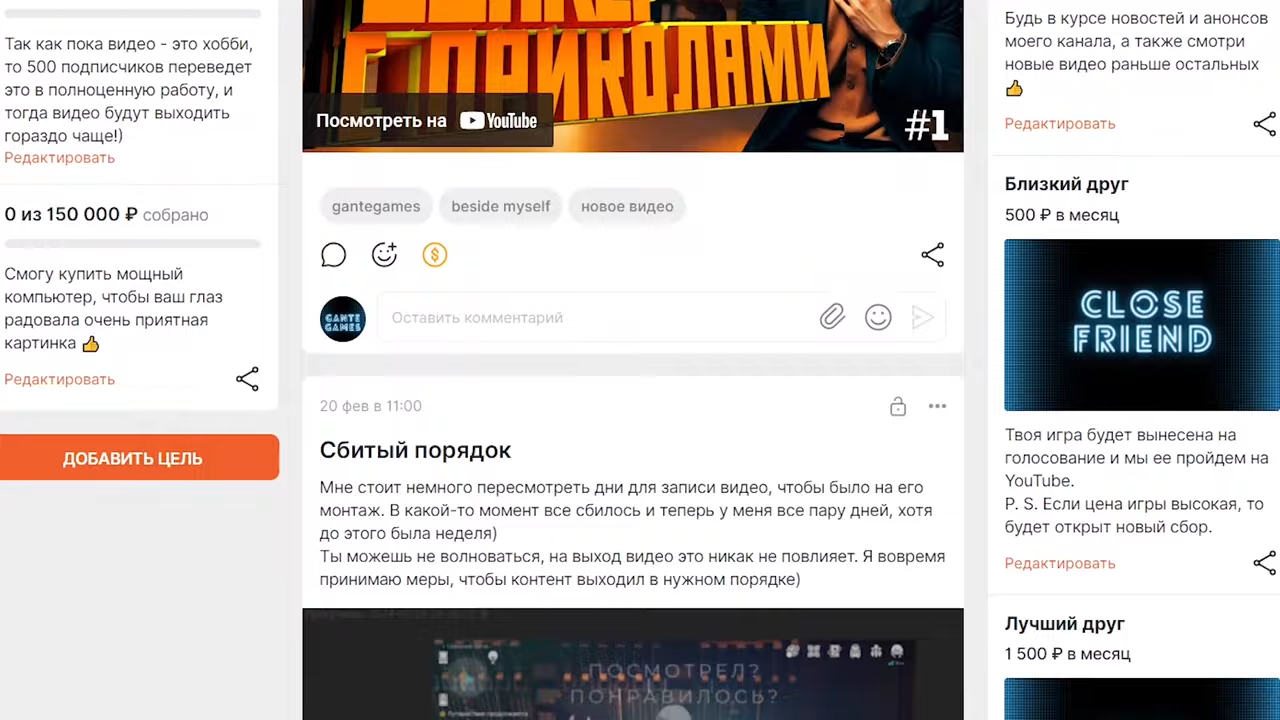 Так как пока видео - это хобби,
то 500 подписчиков переведет
это в полноценную работу, и
тогда видео будут выходить
гораздо чаще!)
Редактировать
0 из 150 000 ₽ собрано
Смогу купить мощный
компьютер, чтобы ваш глаз
радовала очень приятная
картинка 👍
Редактировать
ДОБАВИТЬ ЦЕЛЬ
С ПРИКОЛАМИ
Посмотреть на YouTube
#1
gantegames
beside myself
новое видео
GANTE
GAMES
Оставить комментарий
20 фев в 11:00
Сбитый порядок
Мне стоит немного пересмотреть дни для записи видео, чтобы было на его
монтаж. В какой-то момент все сбилось и теперь у меня все пару дней, хотя
до этого была неделя)
Ты можешь не волноваться, на выход видео это никак не повлияет. Я вовремя
принимаю меры, чтобы контент выходил в нужном порядке)
ПОСМОТРЕЛ?
ПОНРАВИЛОСЬ?
Будь в курсе новостей и анонсов
моего канала, а также смотри
новые видео раньше остальных
👍
Редактировать
Близкий друг
500 ₽ в месяц
CLOSE
FRIEND
Твоя игра будет вынесена на
голосование и мы ее пройдем на
YouTube.
P. S. Если цена игры высокая, то
будет открыт новый сбор.
Редактировать
Лучший друг
1 500 ₽ в месяц